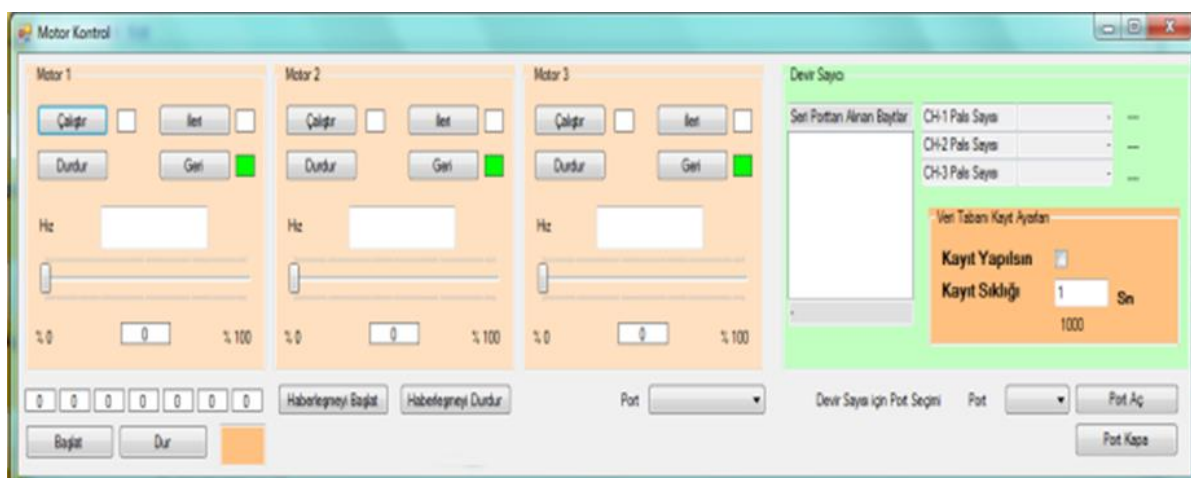 Motor Kontrol
Motor 1
Çalıştır
İleri
Durdur
Geri
Hız
% 0
0
% 100
Motor 2
Çalıştır
İleri
Durdur
Geri
Hız
% 0
0
% 100
Motor 3
Çalıştır
İleri
Durdur
Geri
Hız
% 0
0
% 100
Devir Sayıcı
Seri Porttan Alınan Baytlar
CH-1 Pals Sayısı - ---
CH-2 Pals Sayısı - ---
CH-3 Pals Sayısı - ---
-
Veri Tabanı Kayıt Ayarları
Kayıt Yapılsın
Kayıt Sıklığı 1 Sn
1000
0 0 0 0 0 0 0
Haberleşmeyi Başlat
Haberleşmeyi Durdur
Port
Devir Sayısı için Port Seçimi
Port
Port Aç
Başlat
Dur
Port Kapa